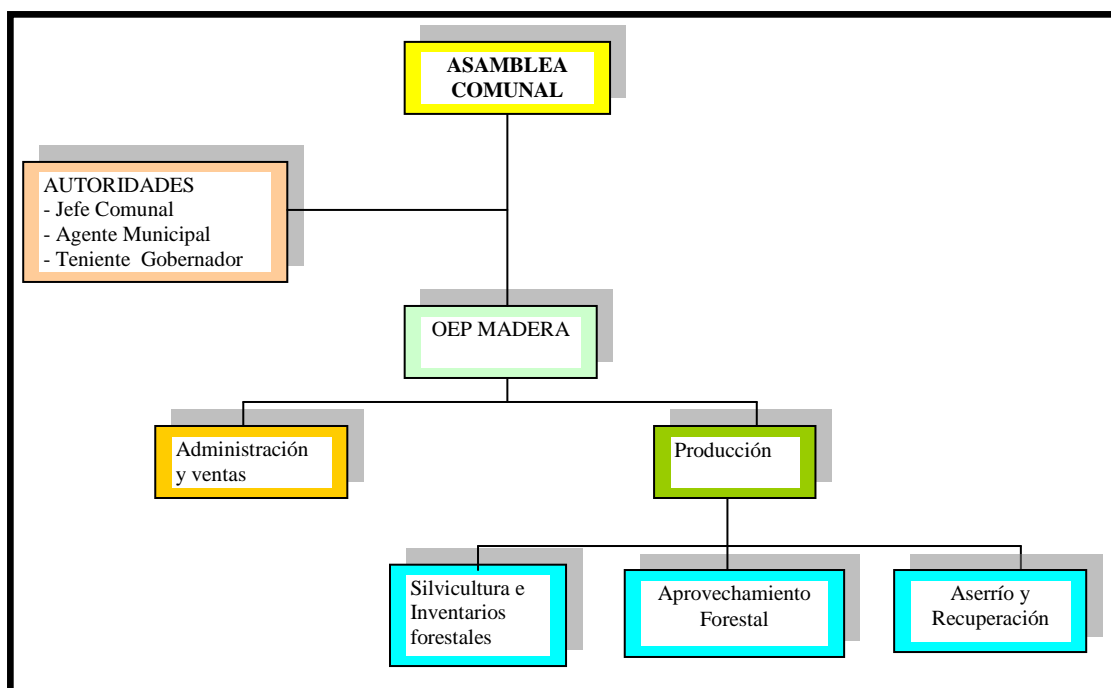 ASAMBLEA
COMUNAL
AUTORIDADES
- Jefe Comunal
- Agente Municipal
- Teniente Gobernador
OEP MADERA
Administración
y ventas
Producción
Silvicultura e
Inventarios
forestales
Aprovechamiento
Forestal
Aserrío y
Recuperación